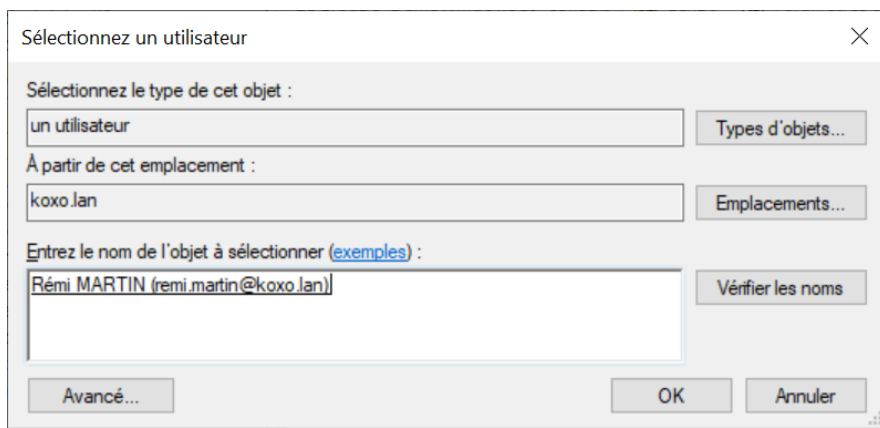 Sélectionnez un utilisateur
Sélectionnez le type de cet objet :
un utilisateur
Types d'objets...
À partir de cet emplacement :
koxo.lan
Emplacements...
Entrez le nom de l'objet à sélectionner (exemples) :
Rémi MARTIN (remi.martin@koxo.lan)
Vérifier les noms
Avancé...
OK
Annuler